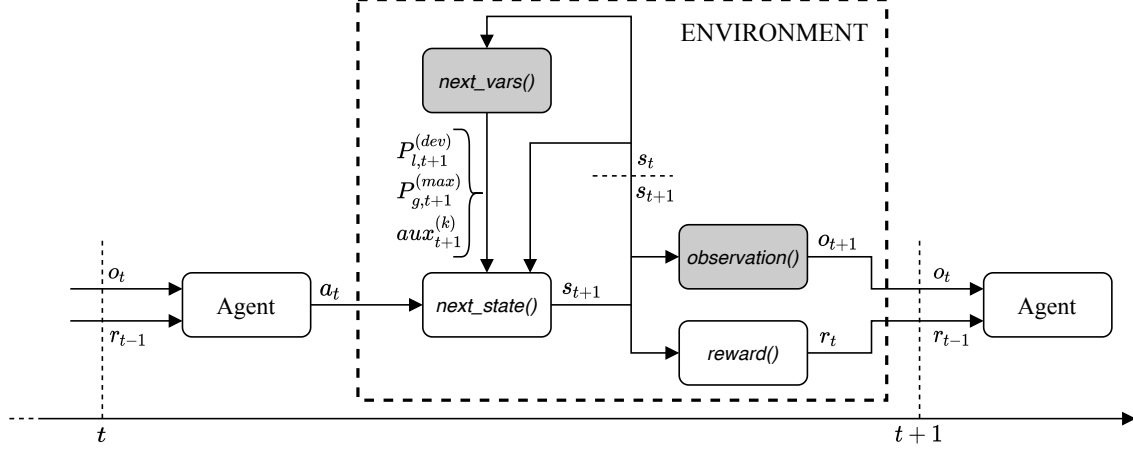 ENVIRONMENT
next_vars()
P_{l,t+1}^{(dev)}
P_{g,t+1}^{(max)}
aux_{t+1}^{(k)}
s_t
s_{t+1}
o_t
r_{t-1}
Agent
a_t
next_state()
s_{t+1}
observation()
o_{t+1}
reward()
r_t
o_t
r_{t-1}
Agent
t
t + 1